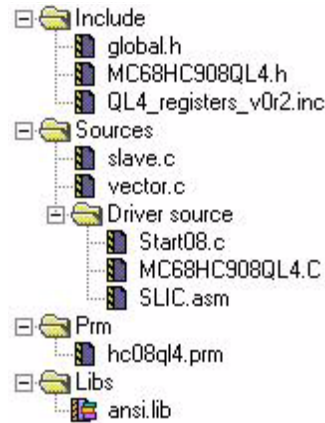 Include
global.h
MC68HC908QL4.h
QL4_registers_v0r2.inc
Sources
slave.c
vector.c
Driver source
Start08.c
MC68HC908QL4.C
SLIC.asm
Prm
hc08ql4.prm
Libs
ansi.lib